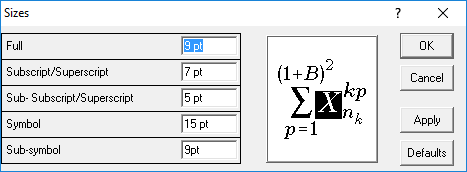 Sizes ? ×
Full 9 pt
Subscript/Superscript 7 pt
Sub- Subscript/Superscript 5 pt
Symbol 15 pt
Sub-symbol 9pt
(1+B)²
∑ X kp nk
p=1
OK
Cancel
Apply
Defaults